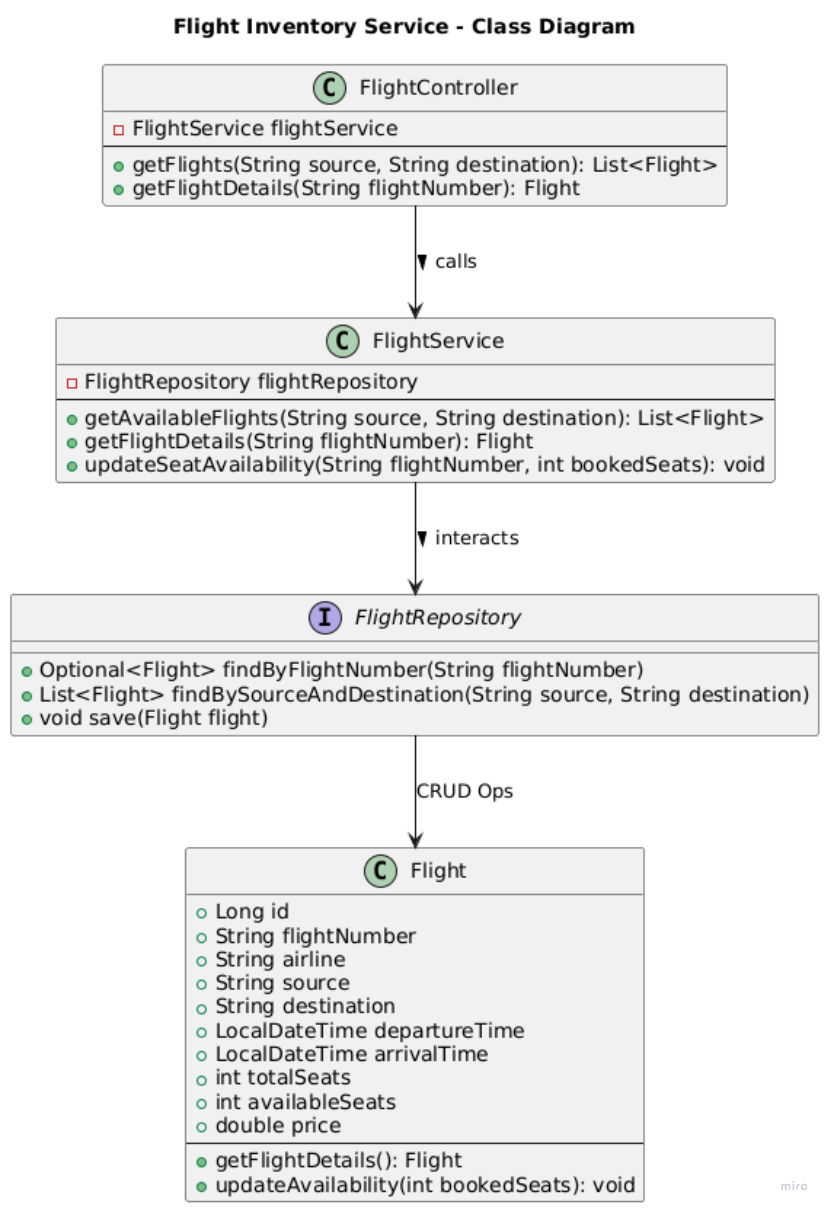 Flight Inventory Service - Class Diagram
C FlightController
FlightService flightService
getFlights(String source, String destination): List<Flight>
getFlightDetails(String flightNumber): Flight
calls
C FlightService
FlightRepository flightRepository
getAvailableFlights(String source, String destination): List<Flight>
getFlightDetails(String flightNumber): Flight
updateSeatAvailability(String flightNumber, int bookedSeats): void
interacts
I FlightRepository
Optional<Flight> findByFlightNumber(String flightNumber)
List<Flight> findBySourceAndDestination(String source, String destination)
void save(Flight flight)
CRUD Ops
C Flight
Long id
String flightNumber
String airline
String source
String destination
LocalDateTime departureTime
LocalDateTime arrivalTime
int totalSeats
int availableSeats
double price
getFlightDetails(): Flight
updateAvailability(int bookedSeats): void
miro